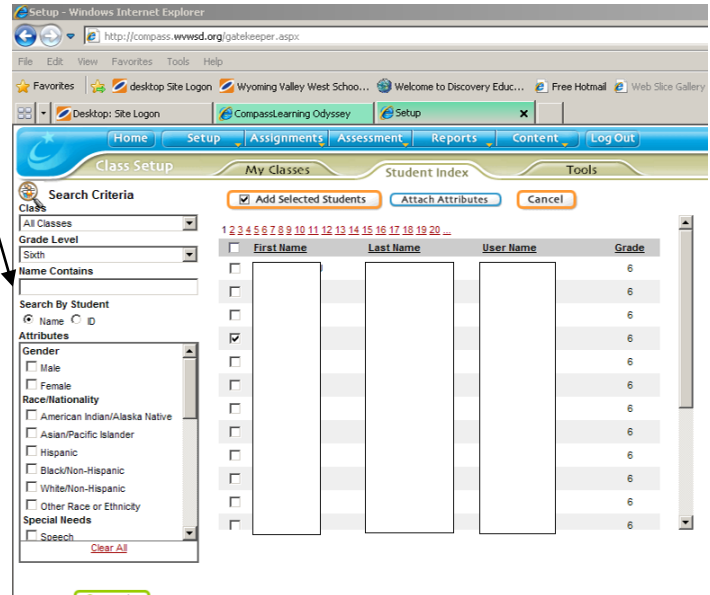 Setup - Windows Internet Explorer
http://compass.wvwsd.org/gatekeeper.aspx
File Edit View Favorites Tools Help
Favorites desktop Site Logon Wyoming Valley West Schoo... Welcome to Discovery Educ... Free Hotmail Web Slice Gallery
Desktop: Site Logon CompassLearning Odyssey Setup x
Home Setup Assignments Assessment Reports Content Log Out
Class Setup My Classes Student Index Tools
Search Criteria
Add Selected Students Attach Attributes Cancel
Class
All Classes
1 2 3 4 5 6 7 8 9 10 11 12 13 14 15 16 17 18 19 20 ...
Grade Level
First Name Last Name User Name Grade
Sixth
Name Contains
6
6
Search By Student
Name ID
6
Attributes
6
Gender
Male
6
Female
6
Race/Nationality
American Indian/Alaska Native
6
Asian/Pacific Islander
6
Hispanic
6
Black/Non-Hispanic
6
White/Non-Hispanic
Other Race or Ethnicity
6
Special Needs
6
Speech
Clear All